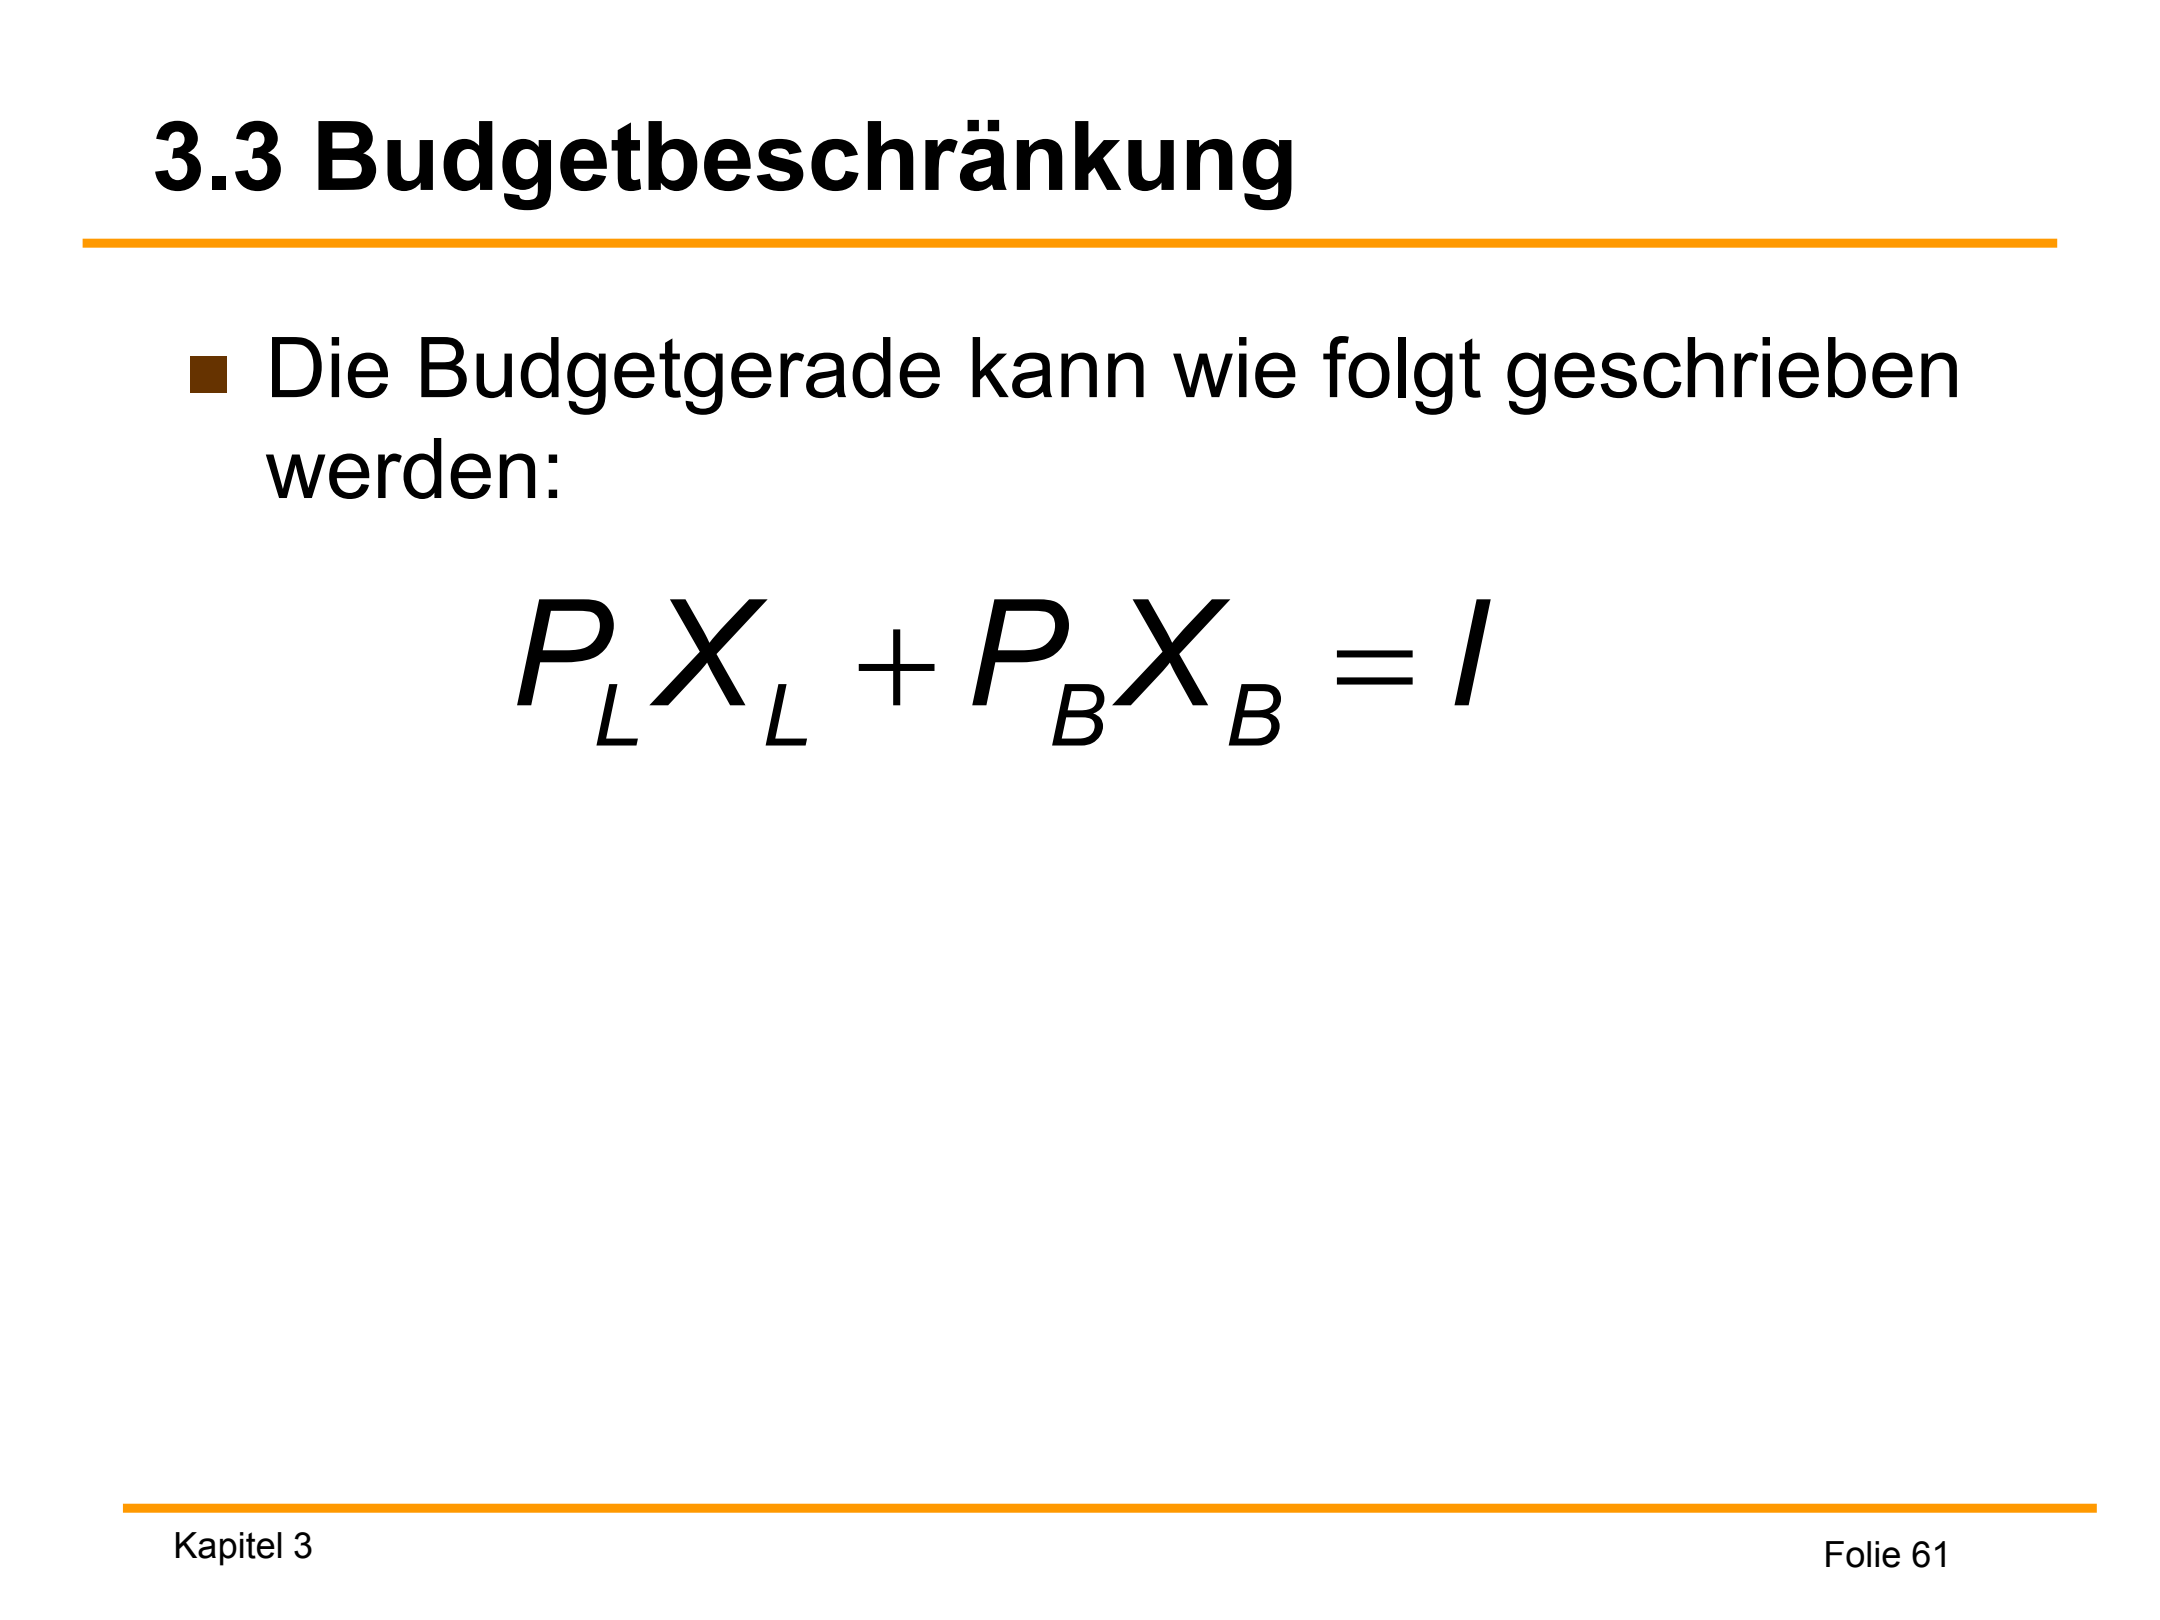 3.3 Budgetbeschränkung
Die Budgetgerade kann wie folgt geschrieben
werden:
P_L X_L + P_B X_B = I
Kapitel 3
Folie 61